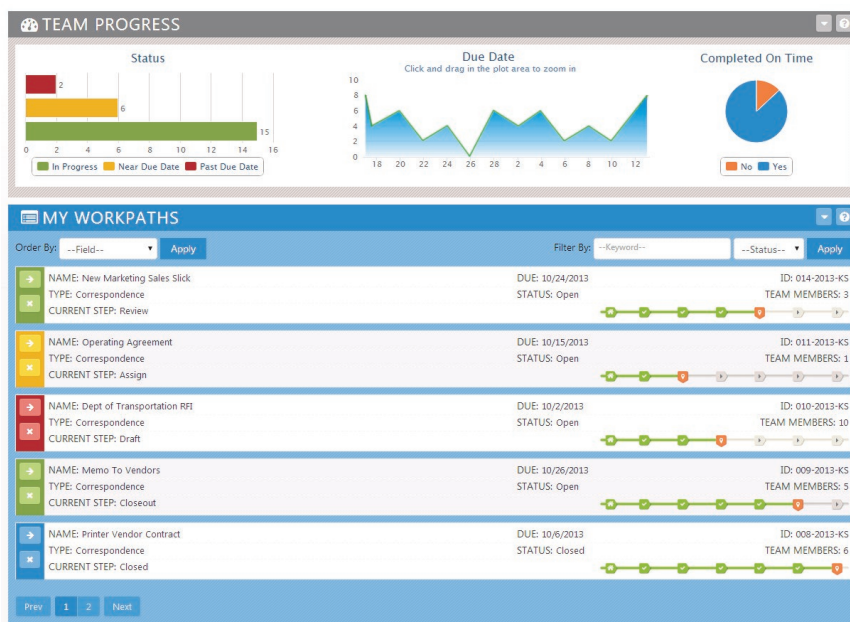 TEAM PROGRESS
Status
2
6
15
0 2 4 6 8 10 12 14 16
In Progress Near Due Date Past Due Date
Due Date
Click and drag in the plot area to zoom in
10
8
6
4
2
0
18 20 22 24 26 28 2 4 6 8 10 12
Completed On Time
No Yes
MY WORKPATHS
Order By: --Field-- Apply Filter By: --Keyword-- --Status-- Apply
NAME: New Marketing Sales Slick DUE: 10/24/2013 ID: 014-2013-KS
TYPE: Correspondence STATUS: Open TEAM MEMBERS: 3
CURRENT STEP: Review
NAME: Operating Agreement DUE: 10/15/2013 ID: 011-2013-KS
TYPE: Correspondence STATUS: Open TEAM MEMBERS: 1
CURRENT STEP: Assign
NAME: Dept of Transportation RFI DUE: 10/2/2013 ID: 010-2013-KS
TYPE: Correspondence STATUS: Open TEAM MEMBERS: 10
CURRENT STEP: Draft
NAME: Memo To Vendors DUE: 10/26/2013 ID: 009-2013-KS
TYPE: Correspondence STATUS: Open TEAM MEMBERS: 5
CURRENT STEP: Closeout
NAME: Printer Vendor Contract DUE: 10/6/2013 ID: 008-2013-KS
TYPE: Correspondence STATUS: Closed TEAM MEMBERS: 6
CURRENT STEP: Closed
Prev 1 2 Next